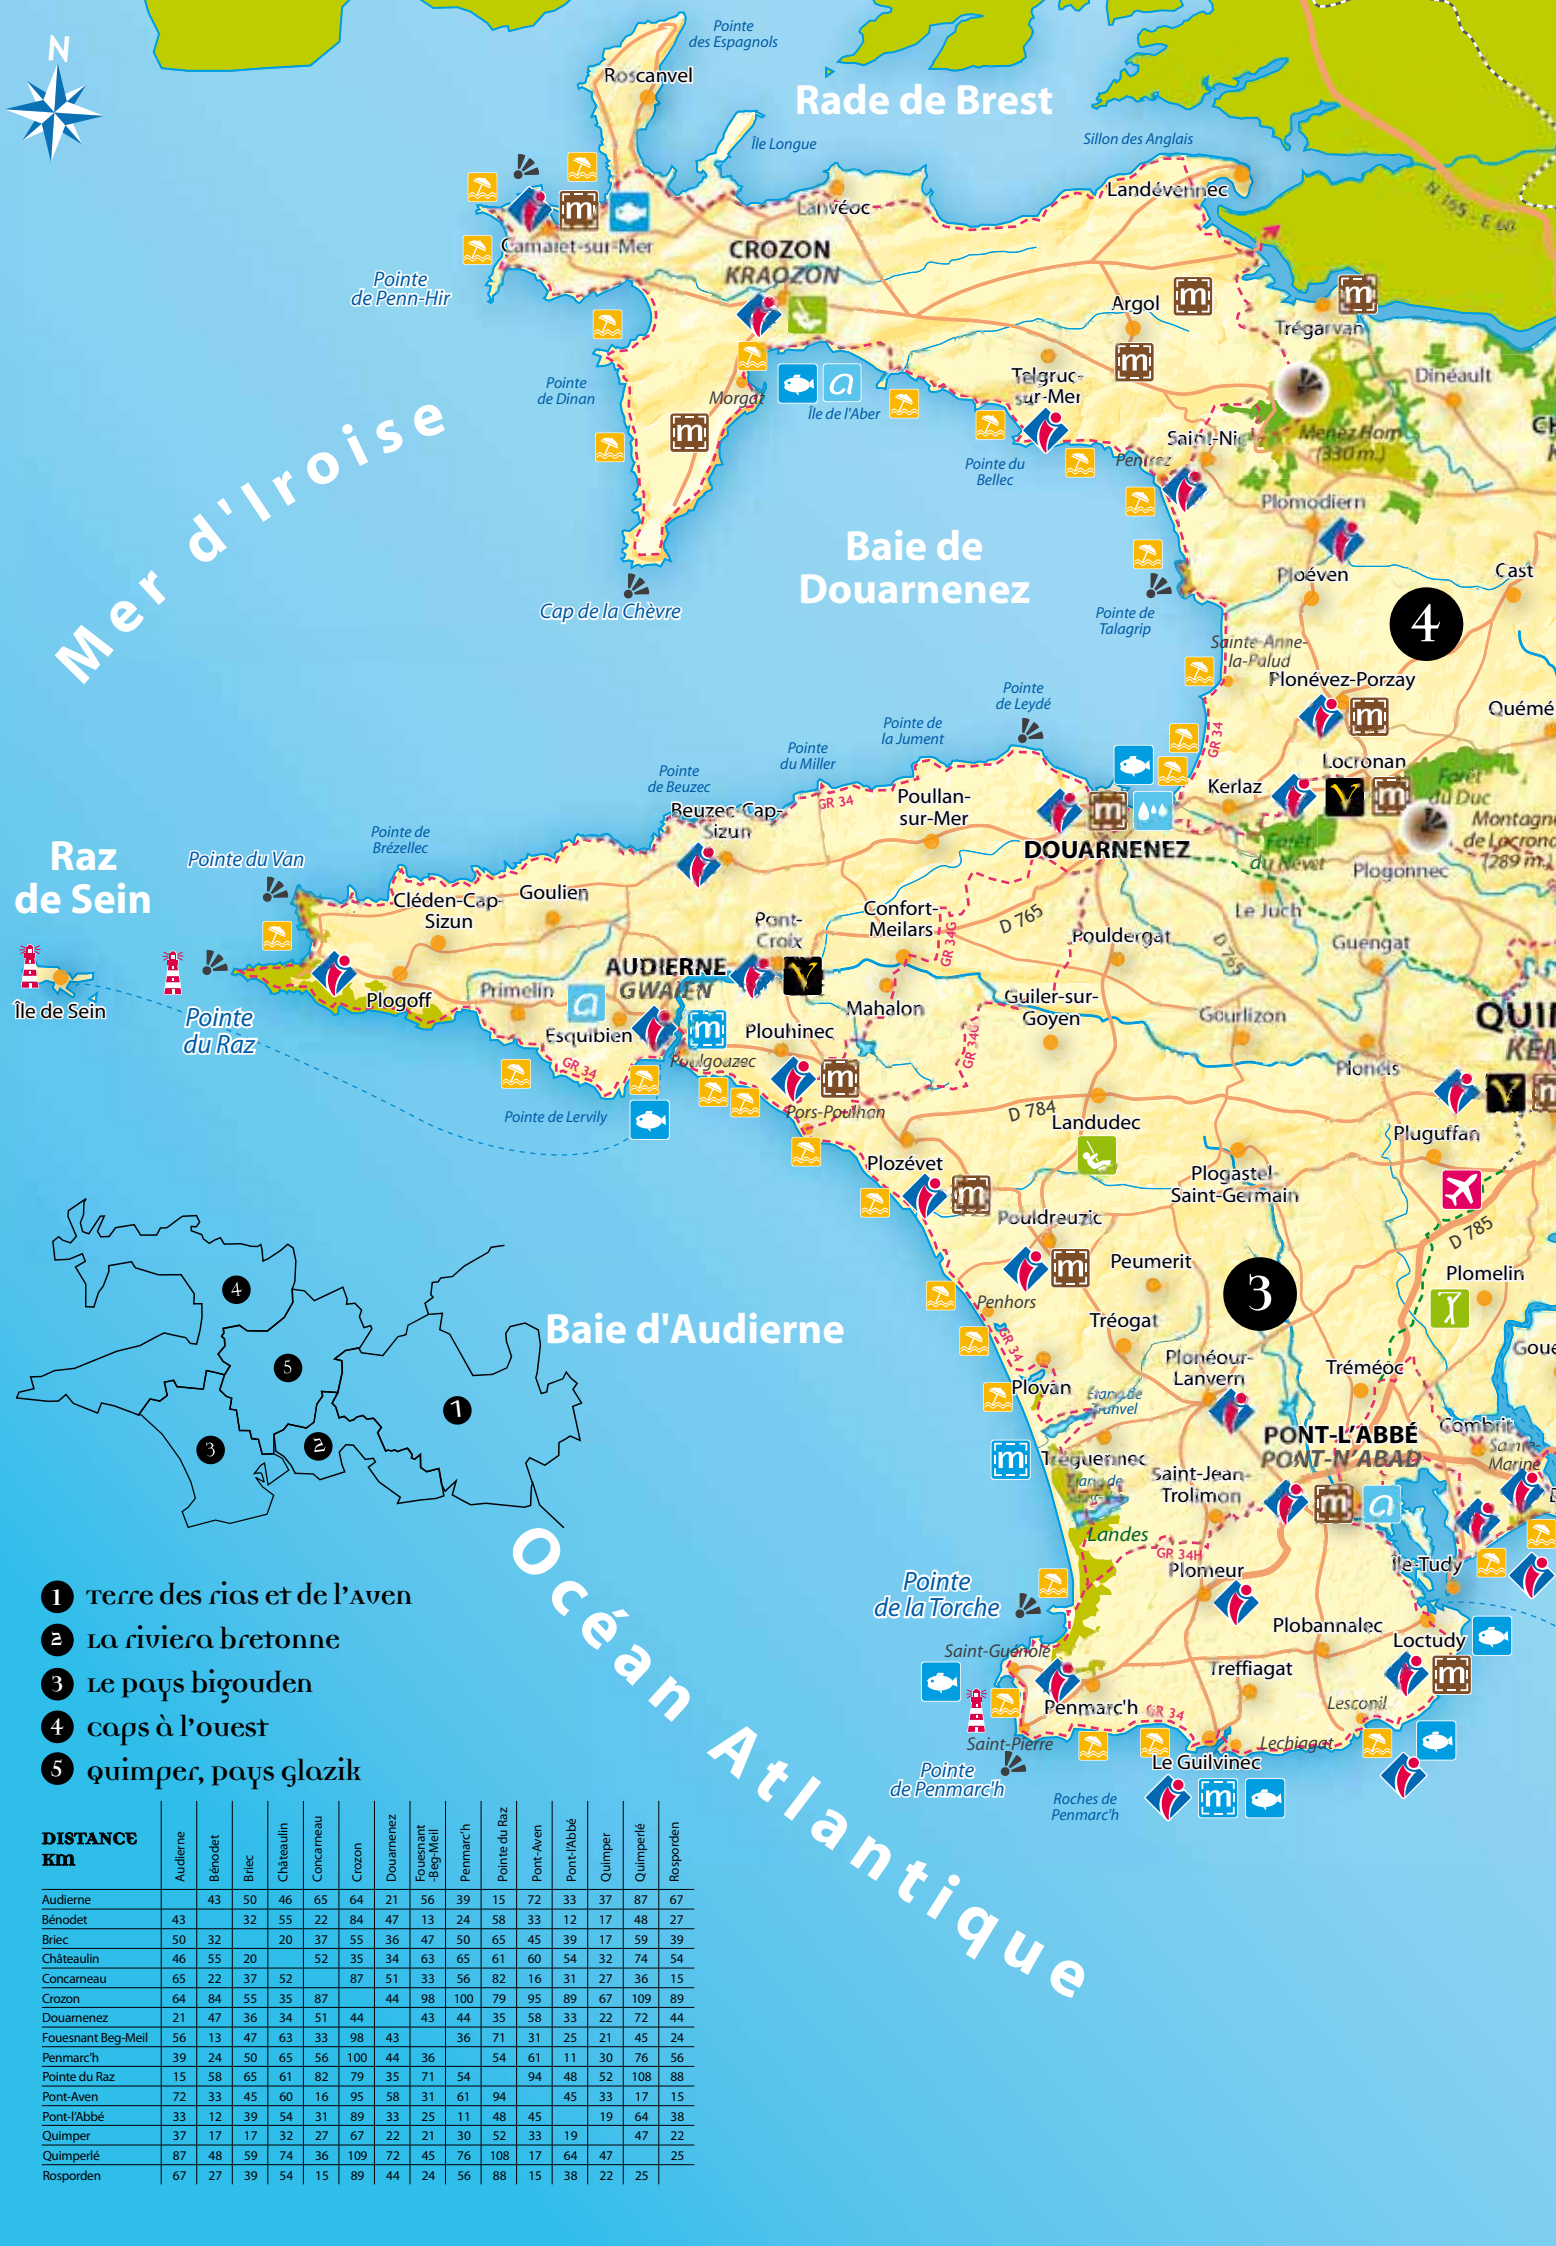 N
Pointe
des Espagnols
Roscanvel
Rade de Brest
Île Longue
Sillon des Anglais
Landévennec
Lanvéoc
N 165 - E 60
Camaret-sur-Mer
CROZON
KRAOZON
Pointe
de Penn-Hir
Argol
Trégarvan
Dinéault
Telgruc-
sur-Mer
Pointe
de Dinan
Morgat
Île de l'Aber
Saint-Nic
Menez Hom
(330 m.)
Pentrez
Pointe du
Bellec
Plomodiern
Mer d'Iroise
Baie de
Douarnenez
Ploéven
Cast
Cap de la Chèvre
Pointe de
Talagrip
4
Sainte-Anne-
la-Palud
Plonévez-Porzay
Quémé
Pointe
de Leydé
Pointe de
la Jument
Pointe
du Miller
Pointe
de Beuzec
GR 34
Locronan
Kerlaz
Forêt
du Duc
Montagne
de Locrona
(289 m.)
Beuzec-Cap-
Sizun
GR 34
Poullan-
sur-Mer
DOUARNENEZ
Forêt
du Névet
Plogonnec
Raz
de Sein
Pointe du Van
Pointe de
Brézellec
Cléden-Cap-
Sizun
Goulien
Pont-
Croix
Confort-
Meilars
GR 34G
D 765
Le Juch
Pouldergat
D 765
Guengat
Île de Sein
Pointe
du Raz
Plogoff
Primelin
AUDIERNE
GWAIEN
Esquibien
Plouhinec
Mahalon
Guiler-sur-
Goyen
Gourlizon
QUIM
KEM
GR 34
Poulgoazec
GR 34G
Plonéis
Pointe de Lervily
Pors-Poulhan
D 784
Landudec
Pluguffan
Plozévet
Plogastel-
Saint-Germain
Pouldreuzic
D 785
Peumerit
Plomelin
3
Penhors
Tréogat
GR 34
Baie d'Audierne
Plonéour-
Lanvern
Tréméoc
Goue
Plovan
Étang de
Trunvel
PONT-L'ABBÉ
PONT-N'ABAD
Combrit
Sainte-
Marine
Tréguennec
Saint-Jean-
Trolimon
Landes
GR 34H
Plomeur
Île-Tudy
Pointe
de la Torche
Plobannalec
Loctudy
Saint-Guénolé
Treffiagat
Penmarc'h
GR 34
Lesconil
Saint-Pierre
Lechiagat
Le Guilvinec
Pointe
de Penmarc'h
Roches de
Penmarc'h
Océan Atlantique
4
5
1
3
2
1 Terre des rias et de l'Aven
2 La riviera bretonne
3 Le pays bigouden
4 Caps à l'ouest
5 Quimper, pays glazik
DISTANCE
KM
Audierne Bénodet Briec Châteaulin Concarneau Crozon Douarnenez Fouesnant -Beg-Meil Penmarc'h Pointe du Raz Pont-Aven Pont-l'Abbé Quimper Quimperlé Rosporden
Audierne 43 50 46 65 64 21 56 39 15 72 33 37 87 67
Bénodet 43 32 55 22 84 47 13 24 58 33 12 17 48 27
Briec 50 32 20 37 55 36 47 50 65 45 39 17 59 39
Châteaulin 46 55 20 52 35 34 63 65 61 60 54 32 74 54
Concarneau 65 22 37 52 87 51 33 56 82 16 31 27 36 15
Crozon 64 84 55 35 87 44 98 100 79 95 89 67 109 89
Douarnenez 21 47 36 34 51 44 43 44 35 58 33 22 72 44
Fouesnant Beg-Meil 56 13 47 63 33 98 43 36 71 31 25 21 45 24
Penmarc'h 39 24 50 65 56 100 44 36 54 61 11 30 76 56
Pointe du Raz 15 58 65 61 82 79 35 71 54 94 48 52 108 88
Pont-Aven 72 33 45 60 16 95 58 31 61 94 45 33 17 15
Pont-l'Abbé 33 12 39 54 31 89 33 25 11 48 45 19 64 38
Quimper 37 17 17 32 27 67 22 21 30 52 33 19 47 22
Quimperlé 87 48 59 74 36 109 72 45 76 108 17 64 47 25
Rosporden 67 27 39 54 15 89 44 24 56 88 15 38 22 25